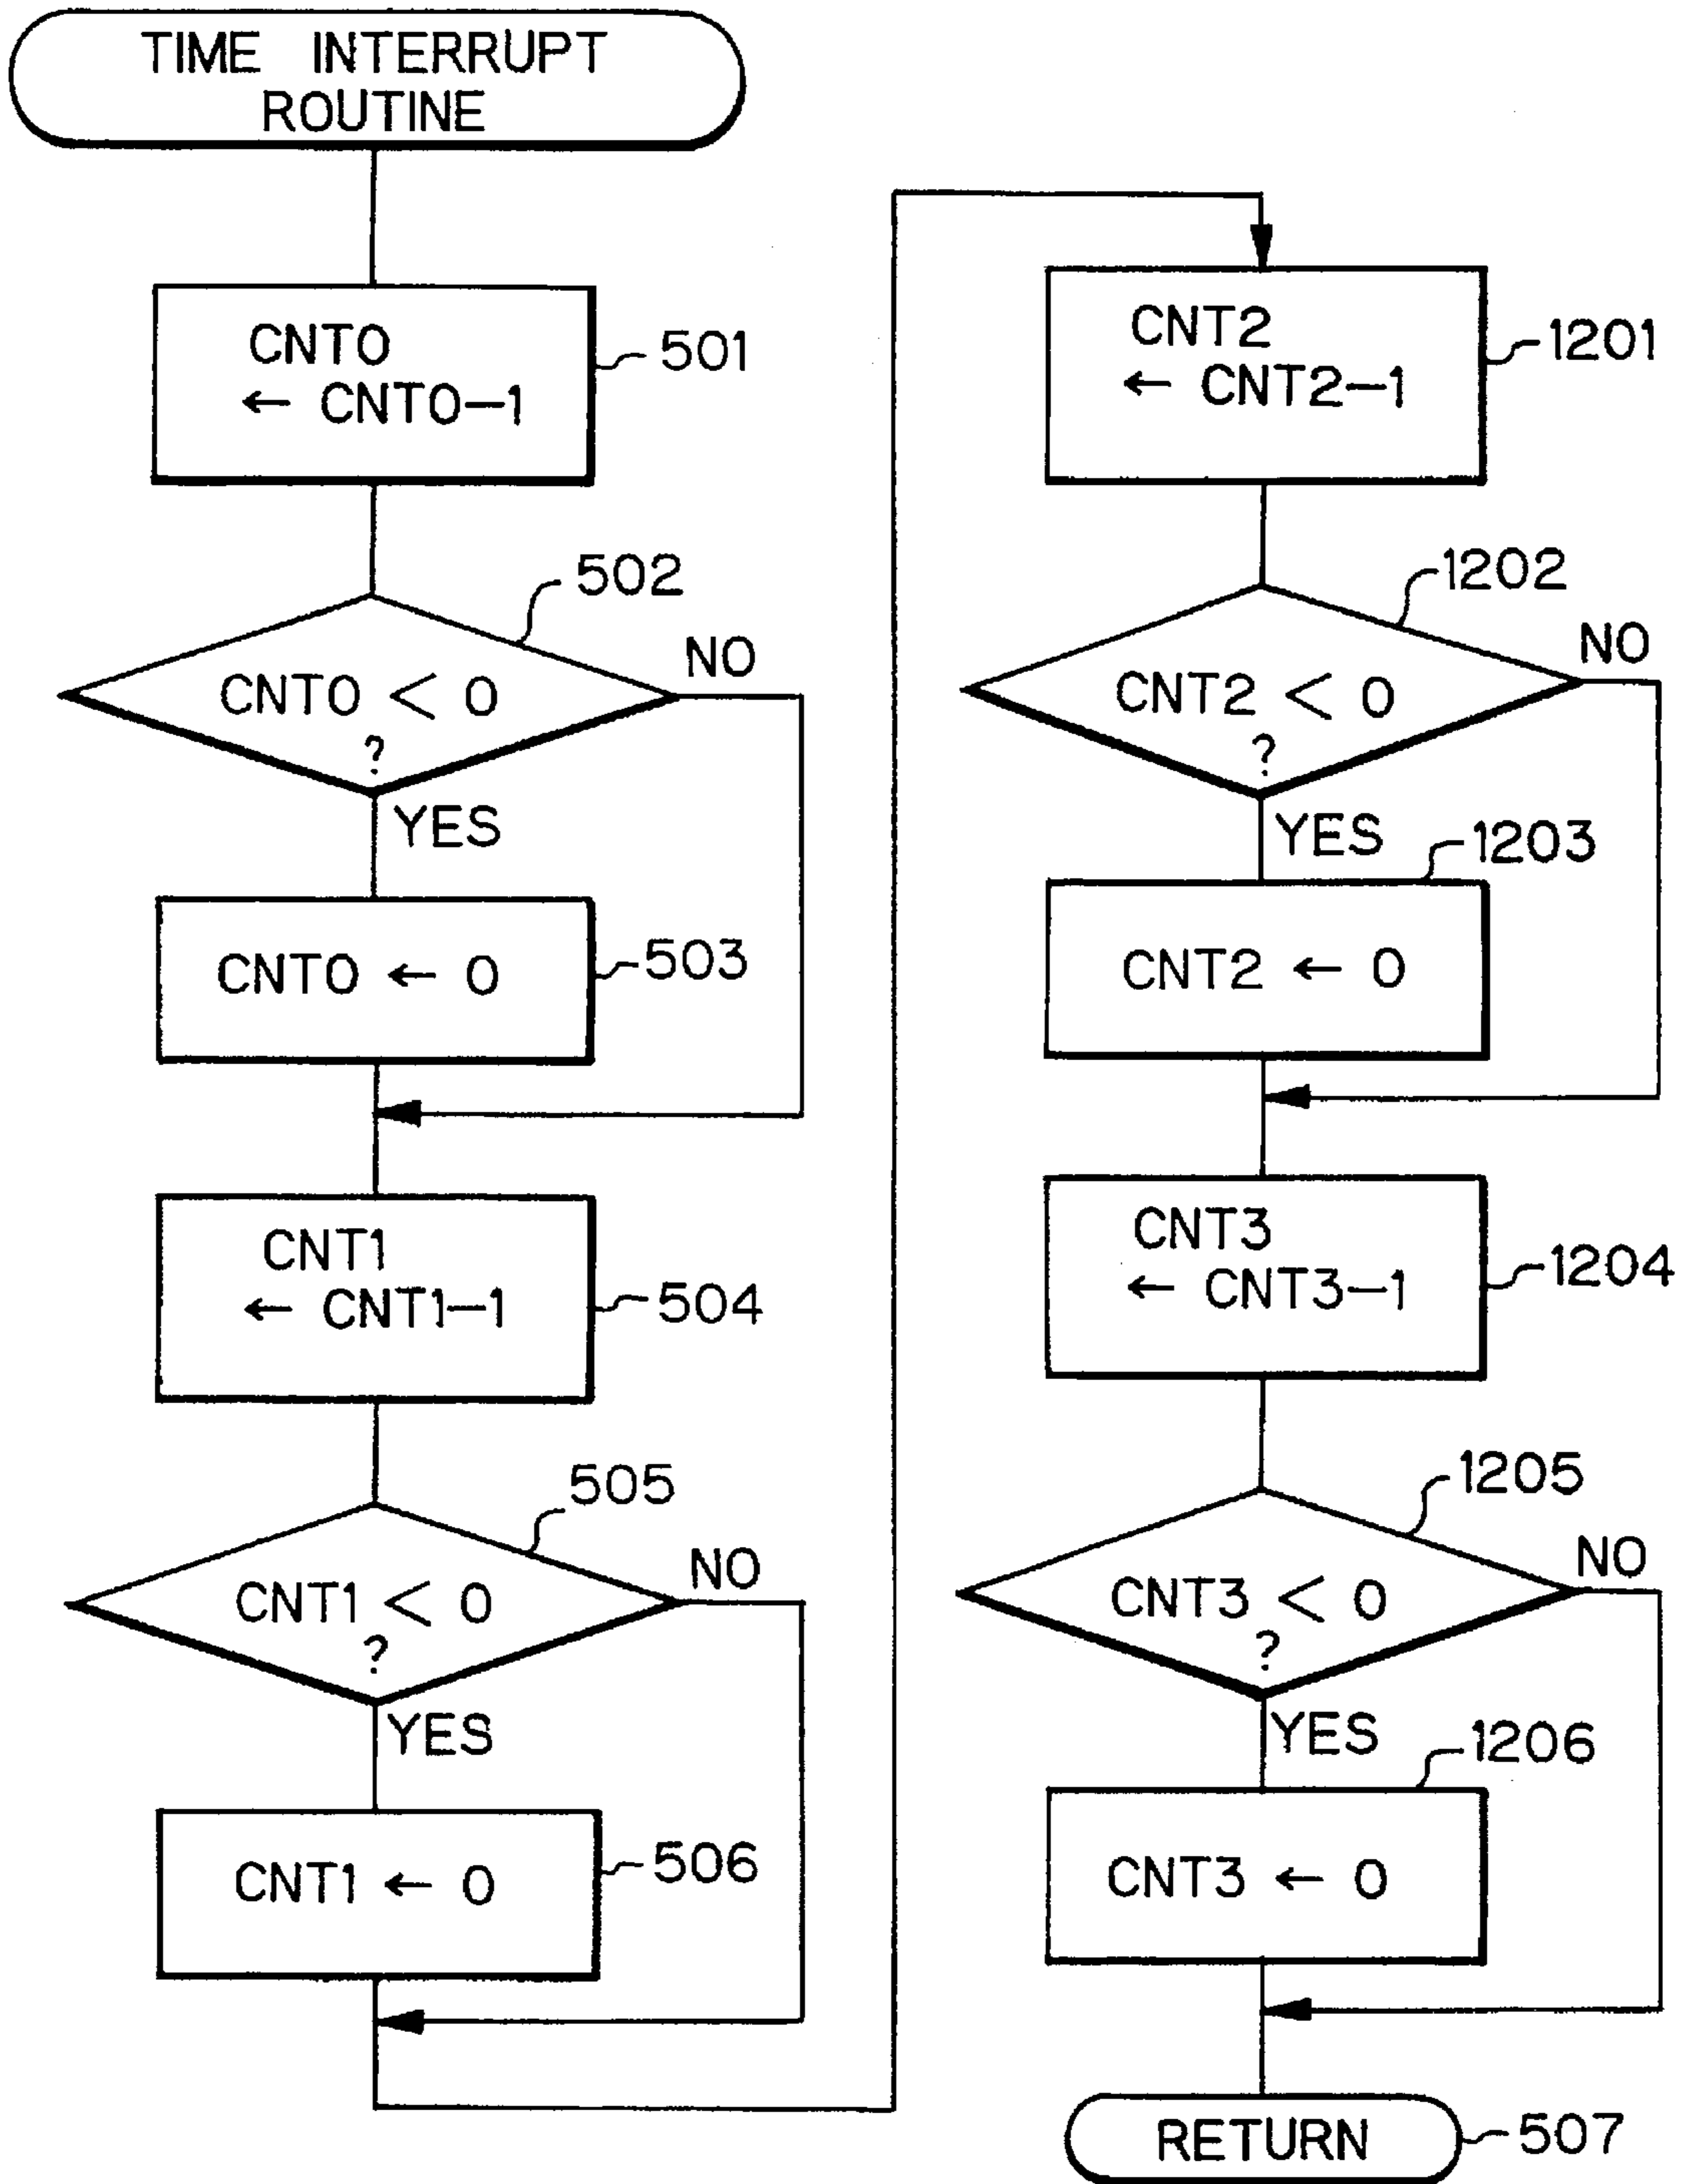 TIME INTERRUPT
ROUTINE
CNT0
← CNT0−1
501
502
CNT0 < 0
?
NO
YES
CNT0 ← 0
503
CNT1
← CNT1−1
504
505
CNT1 < 0
?
NO
YES
CNT1 ← 0
506
CNT2
← CNT2−1
1201
1202
CNT2 < 0
?
NO
YES
1203
CNT2 ← 0
CNT3
← CNT3−1
1204
1205
CNT3 < 0
?
NO
YES
1206
CNT3 ← 0
RETURN
507